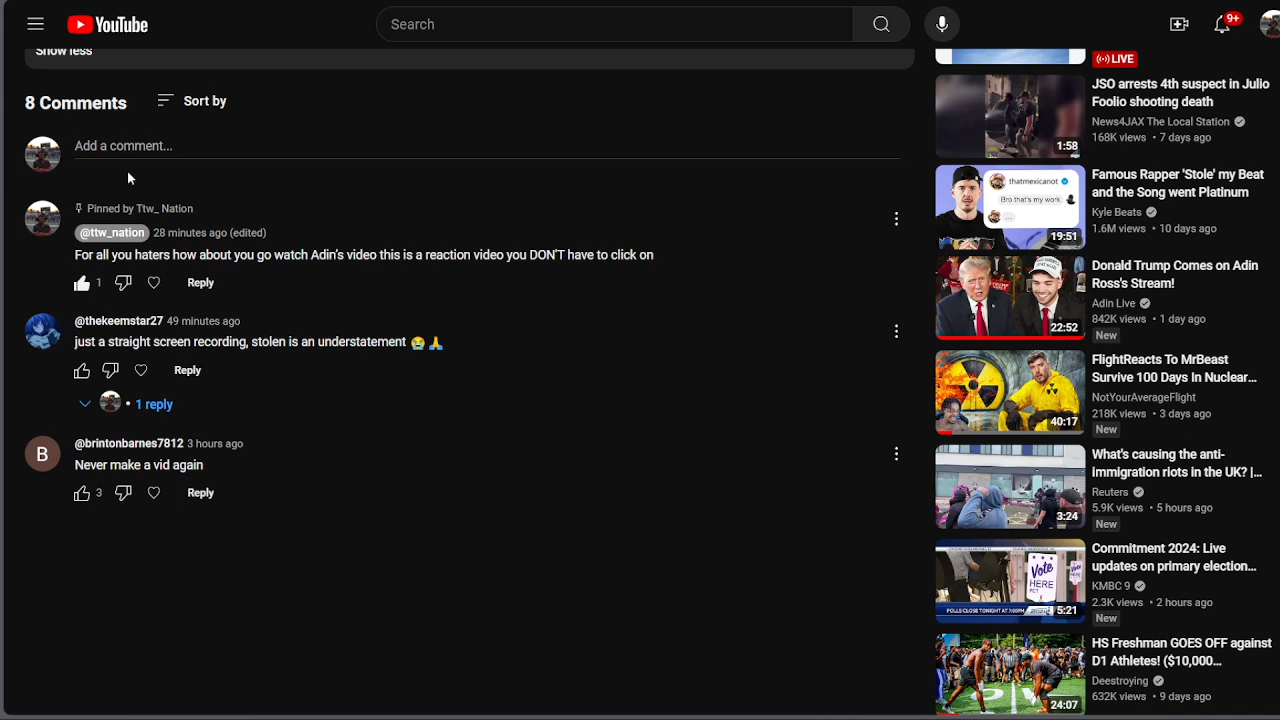 YouTube
Search
9+
Show less
8 Comments
Sort by
Add a comment...
Pinned by Ttw_ Nation
@ttw_nation 28 minutes ago (edited)
For all you haters how about you go watch Adin's video this is a reaction video you DON'T have to click on
1
Reply
@thekeemstar27 49 minutes ago
just a straight screen recording, stolen is an understatement 😭🙏
Reply
• 1 reply
B
@brintonbarnes7812 3 hours ago
Never make a vid again
3
Reply
LIVE
JSO arrests 4th suspect in Julio
Foolio shooting death
News4JAX The Local Station
168K views • 7 days ago
1:58
thatmexicanot
Bro that's my work
...
19:51
Famous Rapper 'Stole' my Beat
and the Song went Platinum
Kyle Beats
1.6M views • 10 days ago
22:52
Donald Trump Comes on Adin
Ross's Stream!
Adin Live
842K views • 1 day ago
New
40:17
FlightReacts To MrBeast
Survive 100 Days In Nuclear...
NotYourAverageFlight
218K views • 3 days ago
New
3:24
What's causing the anti-
immigration riots in the UK? |...
Reuters
5.9K views • 5 hours ago
New
Vote
HERE
PCT
POLLS CLOSE TONIGHT AT 7:00PM
5:21
Commitment 2024: Live
updates on primary election...
KMBC 9
2.3K views • 2 hours ago
New
24:07
HS Freshman GOES OFF against
D1 Athletes! ($10,000...
Deestroying
632K views • 9 days ago